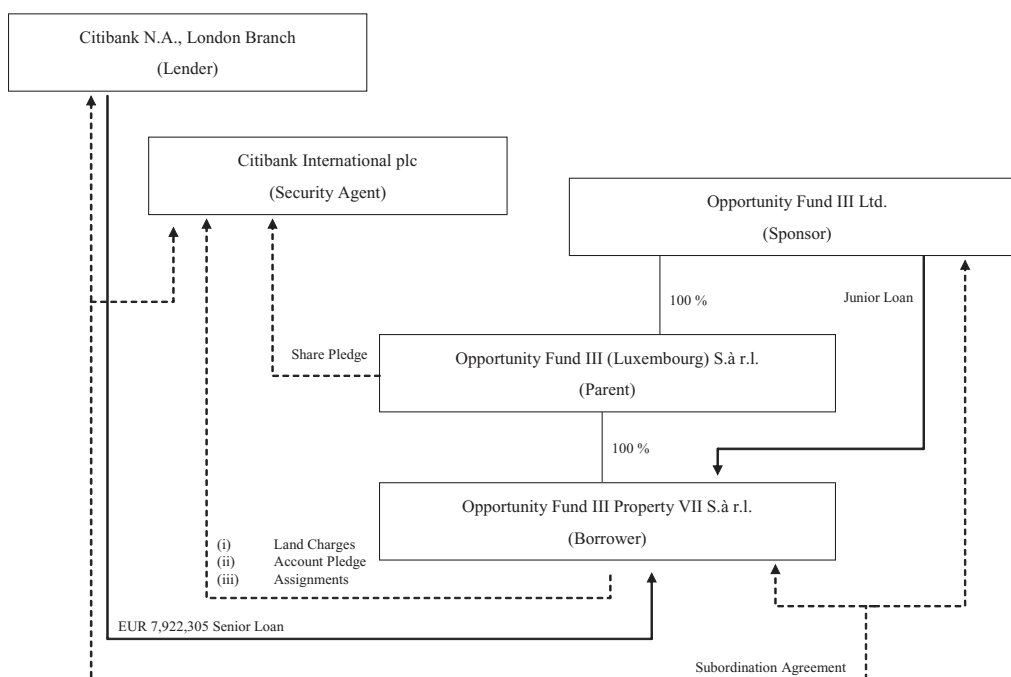 Citibank N.A., London Branch
(Lender)
Citibank International plc
(Security Agent)
Opportunity Fund III Ltd.
(Sponsor)
100 %
Junior Loan
Share Pledge
Opportunity Fund III (Luxembourg) S.à r.l.
(Parent)
100 %
Opportunity Fund III Property VII S.à r.l.
(Borrower)
(i) Land Charges
(ii) Account Pledge
(iii) Assignments
EUR 7,922,305 Senior Loan
Subordination Agreement